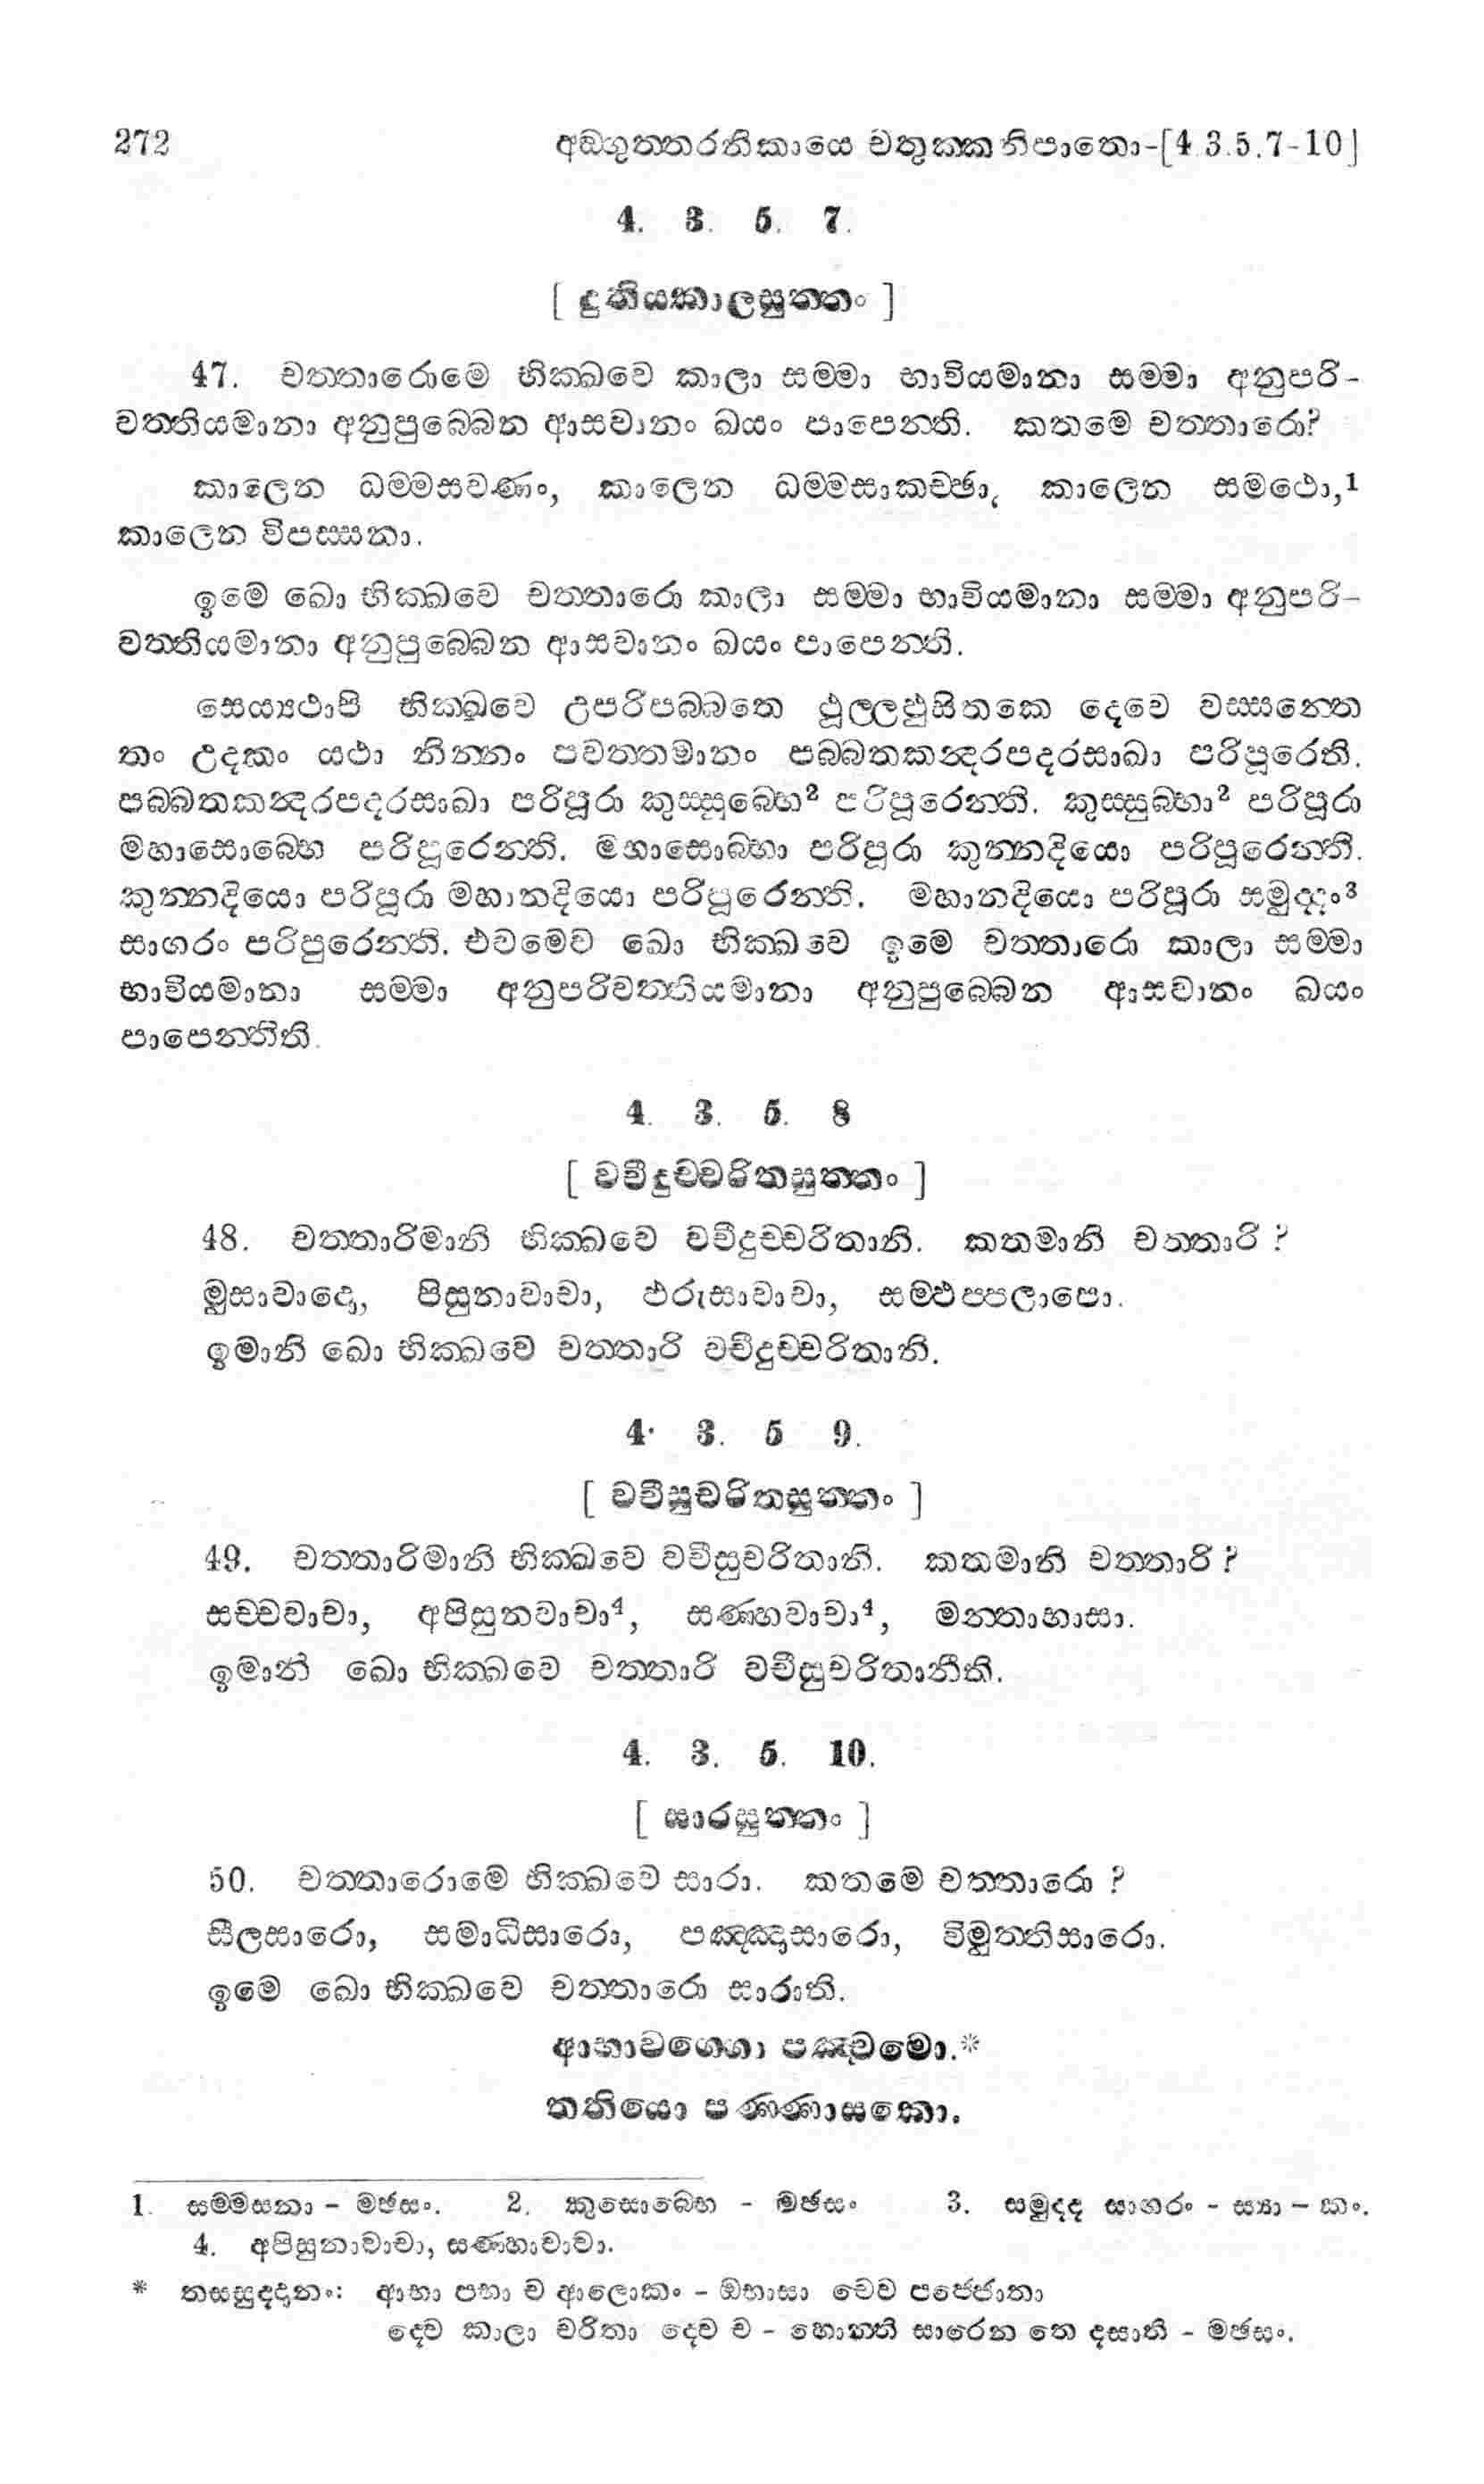 272 අඞගුත්තරනිකායෙ චතුක්ක නිපාතො-[4 3.5.7-10]
4. 3. 5. 7.
[ දුතියකාලසුත්තං ]
47. චත්තාරොමෙ භික්ඛවෙ කාලා සම්මා භාවියමානා සම්මා අනුපරි-
වත්තියමානා අනුපුබ්බෙන ආසවානං ඛයං පාපෙන්ති. කතමෙ චත්තාරො?
කාලෙන ධම්මසවණං, කාලෙන ධම්මසාකච්ඡා, කාලෙන සමථො,¹
කාලෙන විපස්සනා.
ඉමෙ ඛො භික්ඛවෙ චත්තාරො කාලා සම්මා භාවියමානා සම්මා අනුපරි-
වත්තියමානා අනුපුබ්බෙන ආසවානං ඛයං පාපෙන්ති.
සෙය්‍යථාපි භික්ඛවෙ උපරිපබ්බතෙ ථුල්ලඵුසිතකෙ දෙවෙ වස්සන්තෙ
තං උදකං යථා නින්නං පවත්තමානං පබ්බතකන්දරපදරසාඛා පරිපූරෙති.
පබ්බතකන්දරපදරසාඛා පරිපූරා කුස්සුබ්භෙ² පරිපූරෙන්ති. කුස්සුබ්භා² පරිපූරා
මහාසොබ්භෙ පරිපූරෙන්ති. මහාසොබ්භා පරිපූරා කුන්නදියො පරිපූරෙන්ති.
කුන්නදියො පරිපූරා මහානදියො පරිපූරෙන්ති. මහානදියො පරිපූරා සමුද්දං³
සාගරං පරිපුරෙන්ති. එවමෙව ඛො භික්ඛවෙ ඉමෙ චත්තාරො කාලා සම්මා
භාවියමානා සම්මා අනුපරිවත්තියමානා අනුපුබ්බෙන ආසවානං ඛයං
පාපෙන්තිති.
4. 3. 5. 8
[ වචීදුච්චරිතසුත්තං ]
48. චත්තාරිමානි භික්ඛවෙ වචීදුච්චරිතානි. කතමානි චත්තාරි ?
මුසාවාදො, පිසුනාවාචා, ඵරුසාවාචා, සම්ඵප්පලාපො.
ඉමානි ඛො භික්ඛවෙ චත්තාරි වචීදුච්චරිතානි.
4. 3. 5 9.
[ වචීසුචරිතසුත්තං ]
49. චත්තාරිමානි භික්ඛවෙ වචීසුචරිතානි. කතමානි චත්තාරි ?
සච්චවාචා, අපිසුනවාචා⁴, සණ්හවාචා⁴, මන්තාභාසා.
ඉමානි ඛො භික්ඛවෙ චත්තාරි වචීසුචරිතානීති.
4. 3. 5. 10.
[ සාරසුත්තං ]
50. චත්තාරොමෙ භික්ඛවෙ සාරා. කතමෙ චත්තාරො ?
සීලසාරො, සමාධිසාරො, පඤ්ඤාසාරො, විමුත්තිසාරො.
ඉමෙ ඛො භික්ඛවෙ චත්තාරො සාරාති.
ආභාවග්ගො පඤ්චමො.*
තතියො පණ්ණාසකො.
1. සම්මසනා - මඡසං. 2. කුසොබ්භෙ - මඡසං 3. සමුද්ද සාගරං - ස්‍යා - කං.
4. අපිසුනාවාචා, සණ්හාවාචා.
* තස්සුද්දානං: ආභා පභා ච ආලොකං - ඔභාසා චෙව පජ්ජොතා
ද්වෙ කාලා චරිතා ද්වෙ ච - හොන්ති සාරෙන තෙ දසාති - මඡසං.